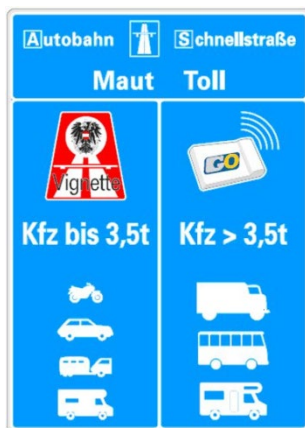 Autobahn Schnellstraße
Maut Toll
Vignette
GO
Kfz bis 3,5t
Kfz > 3,5t